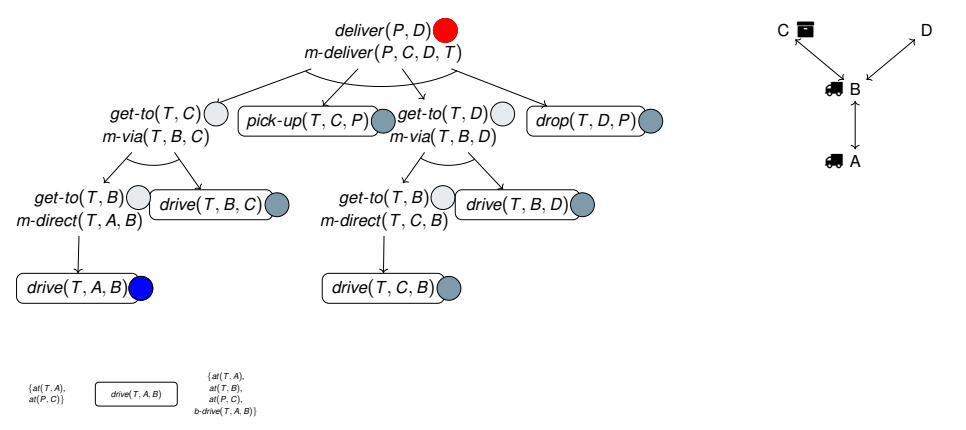 deliver(P, D)
m-deliver(P, C, D, T)
get-to(T, C)
m-via(T, B, C)
pick-up(T, C, P)
get-to(T, D)
m-via(T, B, D)
drop(T, D, P)
get-to(T, B)
m-direct(T, A, B)
drive(T, B, C)
get-to(T, B)
m-direct(T, C, B)
drive(T, B, D)
drive(T, A, B)
drive(T, C, B)
{at(T, A),
at(P, C)}
drive(T, A, B)
{at(T, A),
at(T, B),
at(P, C),
b-drive(T, A, B)}
C
D
B
A